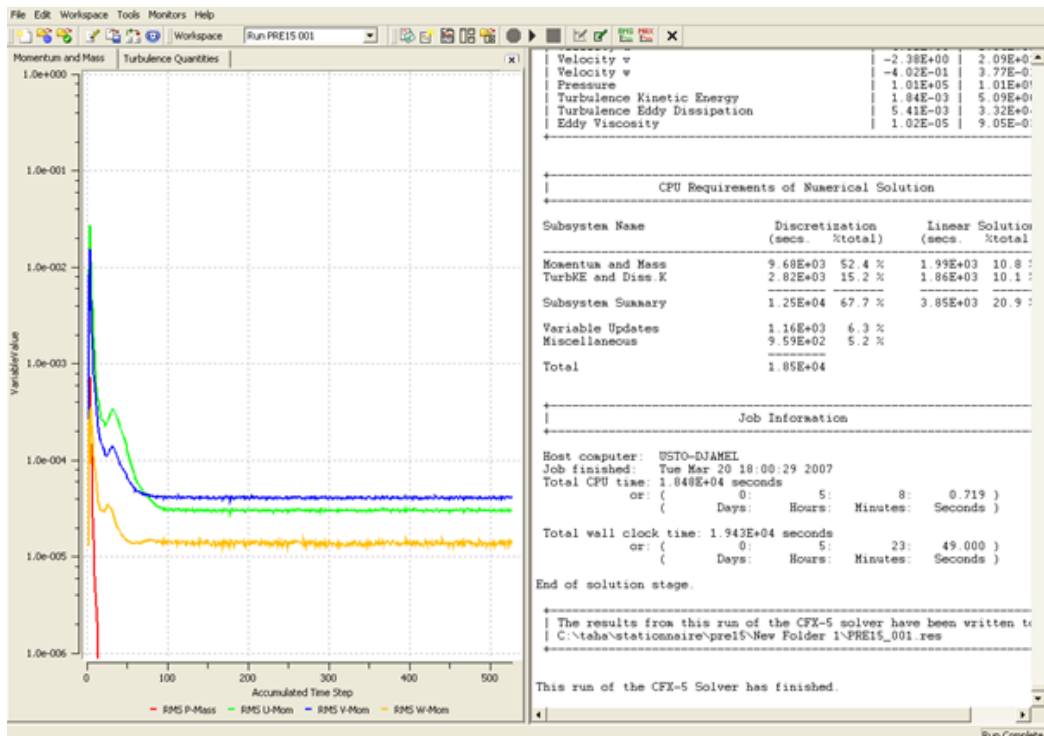 File Edit Workspace Tools Monitors Help
Workspace Run PRE15 001
Momentum and Mass Turbulence Quantities
1.0e+000
1.0e-001
1.0e-002
1.0e-003
1.0e-004
1.0e-005
1.0e-006
VariableValue
0 100 200 300 400 500
Accumulated Time Step
RMS P-Mass RMS U-Mom RMS V-Mom RMS W-Mom
| Velocity v | -2.38E+00 | 2.09E+0
| Velocity w | -4.02E-01 | 3.77E-0
| Pressure | 1.01E+05 | 1.01E+0
| Turbulence Kinetic Energy | 1.84E-03 | 5.09E+0
| Turbulence Eddy Dissipation | 5.41E-03 | 3.32E+0
| Eddy Viscosity | 1.02E-05 | 9.05E-0
CPU Requirements of Numerical Solution
Subsystem Name Discretization Linear Solution
(secs. %total) (secs. %total
Momentum and Mass 9.68E+03 52.4 % 1.99E+03 10.8 %
TurbKE and Diss.K 2.82E+03 15.2 % 1.86E+03 10.1 %
Subsystem Summary 1.25E+04 67.7 % 3.85E+03 20.9 %
Variable Updates 1.16E+03 6.3 %
Miscellaneous 9.59E+02 5.2 %
Total 1.85E+04
Job Information
Host computer: USTO-DJAMEL
Job finished: Tue Mar 20 18:00:29 2007
Total CPU time: 1.848E+04 seconds
or: ( 0: 5: 8: 0.719 )
( Days: Hours: Minutes: Seconds )
Total wall clock time: 1.943E+04 seconds
or: ( 0: 5: 23: 49.000 )
( Days: Hours: Minutes: Seconds )
End of solution stage.
| The results from this run of the CFX-5 solver have been written to
| C:\taha\stationnaire\pre15\New Folder 1\PRE15_001.res
This run of the CFX-5 Solver has finished.
Run Complete